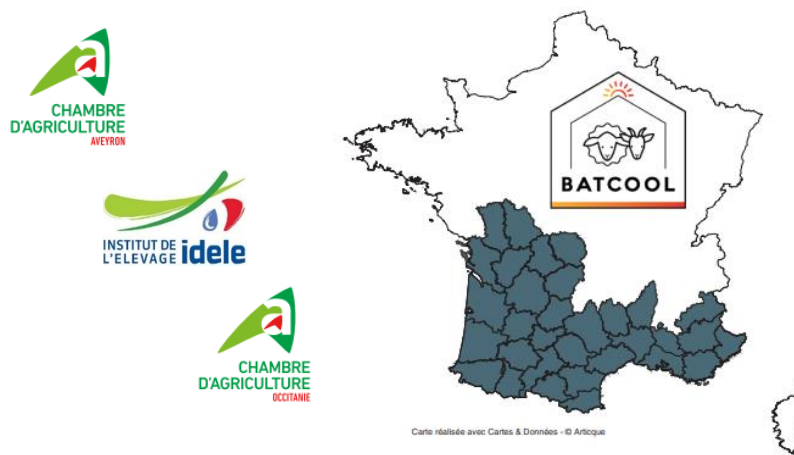 a
CHAMBRE
D'AGRICULTURE
AVEYRON
INSTITUT DE
L'ELEVAGE idele
a
CHAMBRE
D'AGRICULTURE
OCCITANIE
BATCOOL
Carte réalisée avec Cartes & Données - © Articque